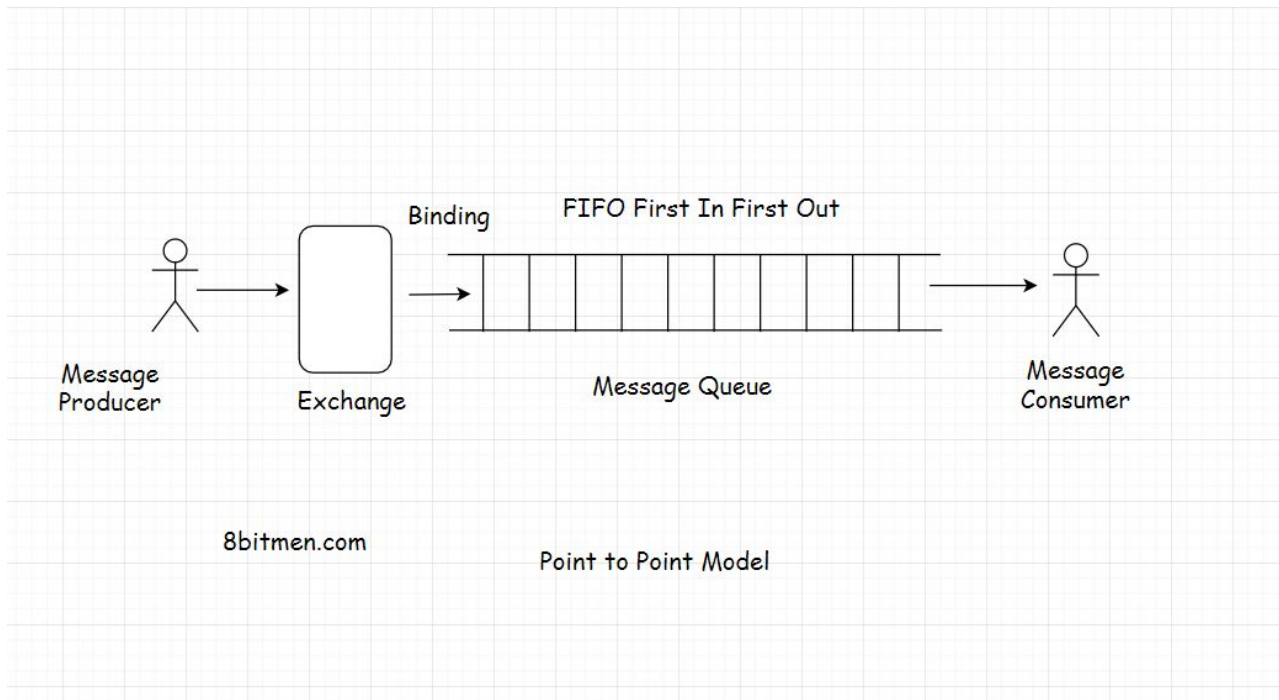 Binding
FIFO First In First Out
Message
Producer
Exchange
Message Queue
Message
Consumer
8bitmen.com
Point to Point Model